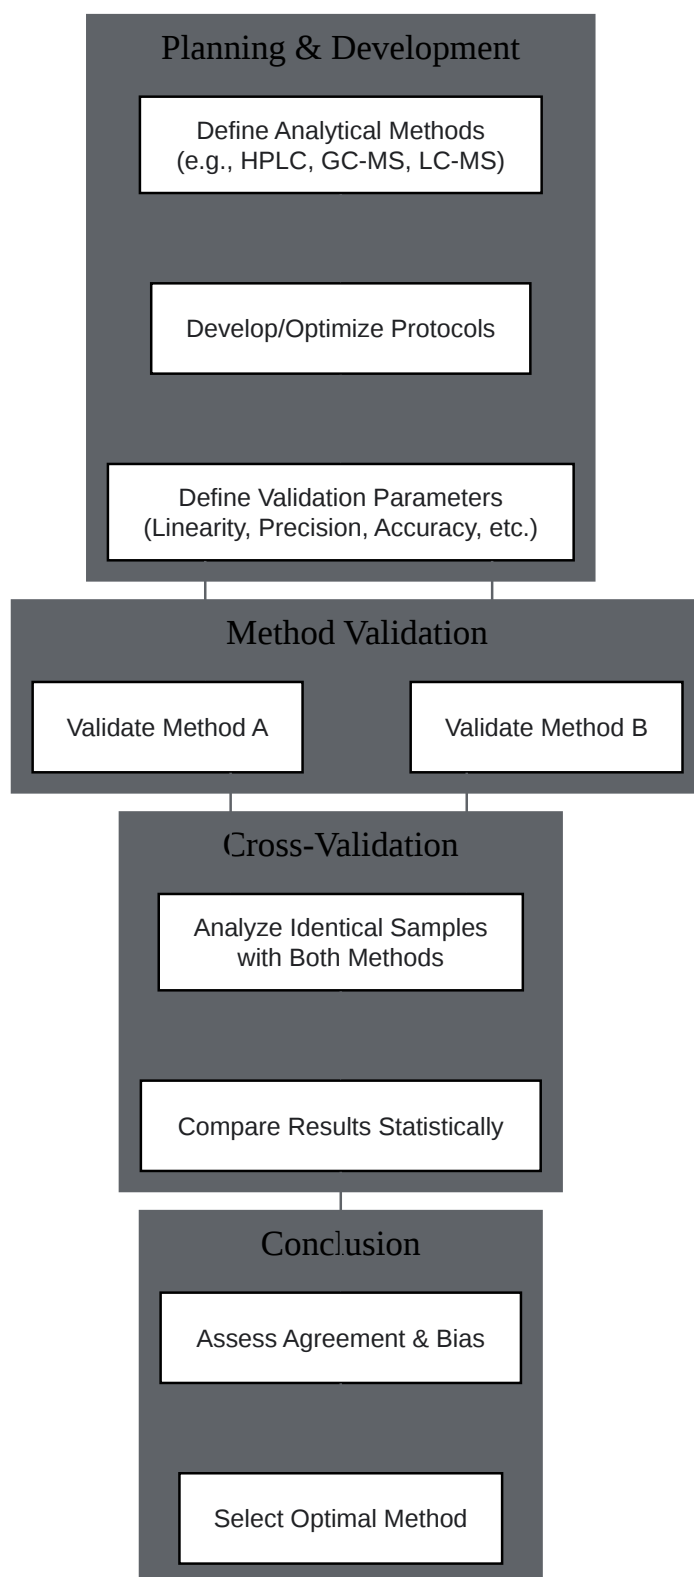 Planning & Development
Define Analytical Methods
(e.g., HPLC, GC-MS, LC-MS)
Develop/Optimize Protocols
Define Validation Parameters
(Linearity, Precision, Accuracy, etc.)
Method Validation
Validate Method A
Validate Method B
Cross-Validation
Analyze Identical Samples
with Both Methods
Compare Results Statistically
Conclusion
Assess Agreement & Bias
Select Optimal Method